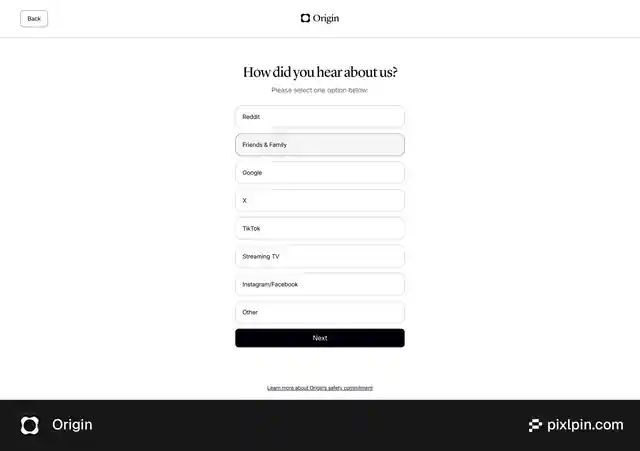 Back
Origin
How did you hear about us?
Please select one option below:
Reddit
Friends & Family
Google
X
TikTok
Streaming TV
Instagram/Facebook
Other
Next
Learn more about Origin's safety commitment
Origin
pixlpin.com